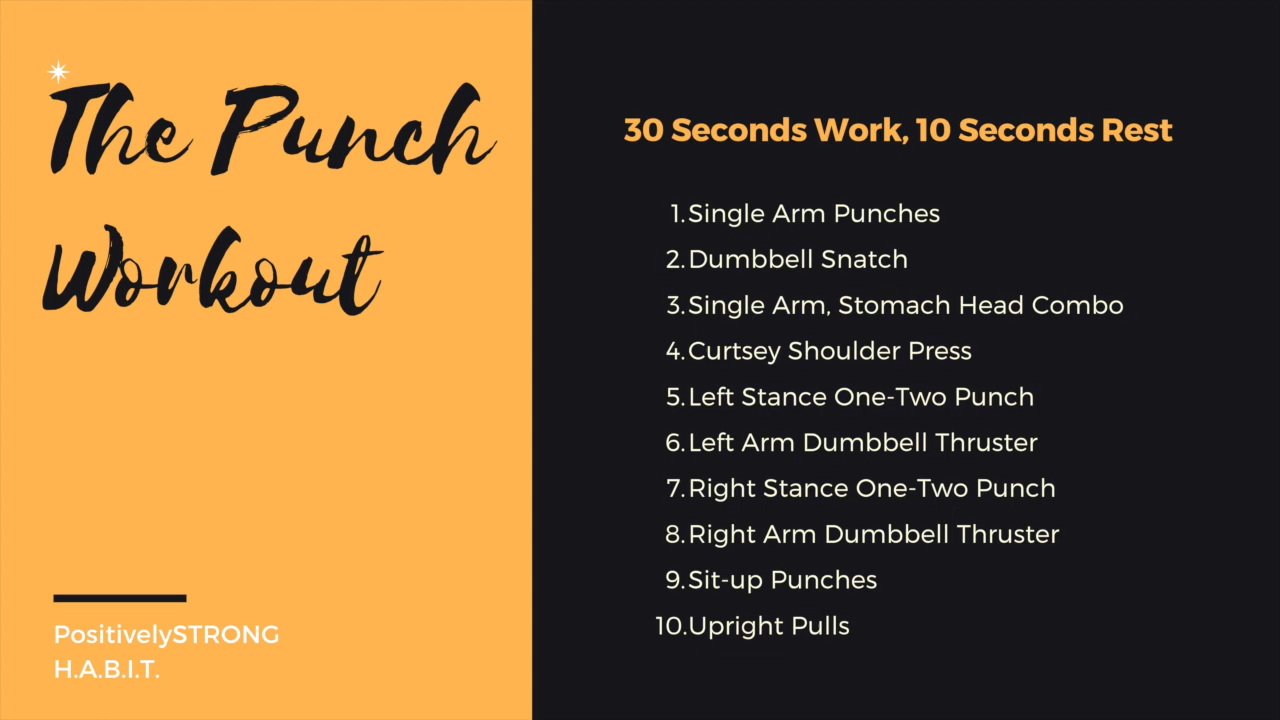 The Punch
Workout
PositivelySTRONG
H.A.B.I.T.
30 Seconds Work, 10 Seconds Rest
1. Single Arm Punches
2. Dumbbell Snatch
3. Single Arm, Stomach Head Combo
4. Curtsey Shoulder Press
5. Left Stance One-Two Punch
6. Left Arm Dumbbell Thruster
7. Right Stance One-Two Punch
8. Right Arm Dumbbell Thruster
9. Sit-up Punches
10. Upright Pulls